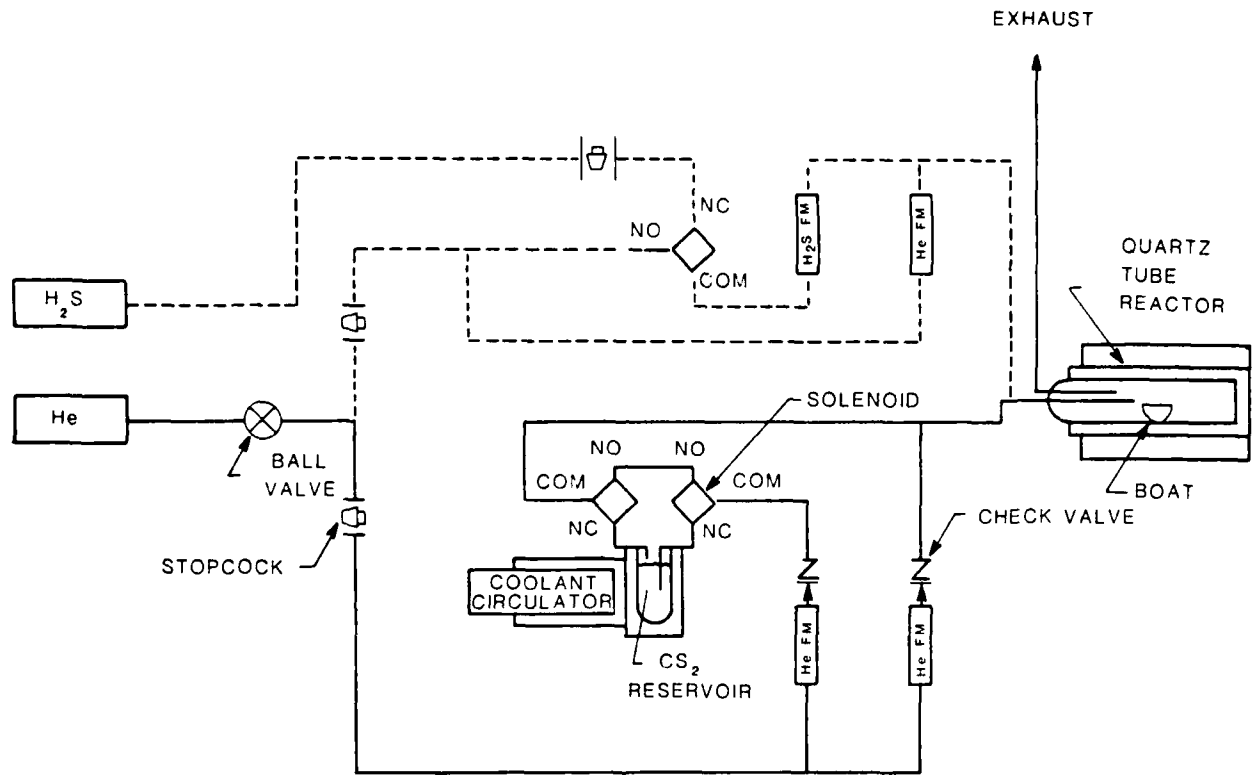 EXHAUST
NC
NO
COM
H₂S FM
He FM
QUARTZ
TUBE
REACTOR
H₂S
He
BALL
VALVE
STOPCOCK
SOLENOID
NO
NO
COM
COM
NC
NC
BOAT
CHECK VALVE
COOLANT
CIRCULATOR
CS₂
RESERVOIR
He FM
He FM